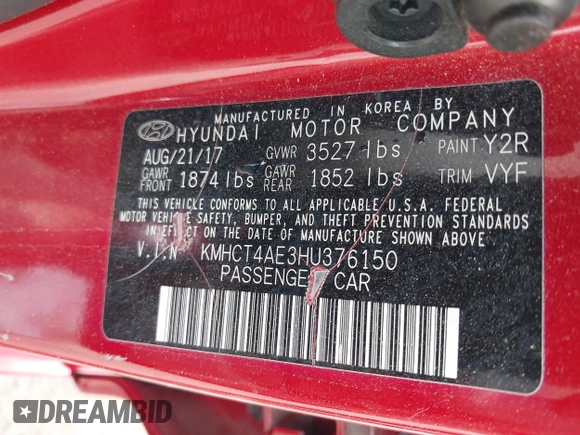 MANUFACTURED IN KOREA BY
HYUNDAI MOTOR COMPANY
AUG/21/17 GVWR 3527 lbs PAINT Y2R
GAWR FRONT 1874 lbs GAWR REAR 1852 lbs TRIM VYF
THIS VEHICLE CONFORMS TO ALL APPLICABLE U.S.A. FEDERAL
MOTOR VEHICLE SAFETY, BUMPER, AND THEFT PREVENTION STANDARDS
IN EFFECT ON THE DATE OF MANUFACTURE SHOWN ABOVE.
V.I.N KMHCT4AE3HU376150
PASSENGER CAR
DREAMBID